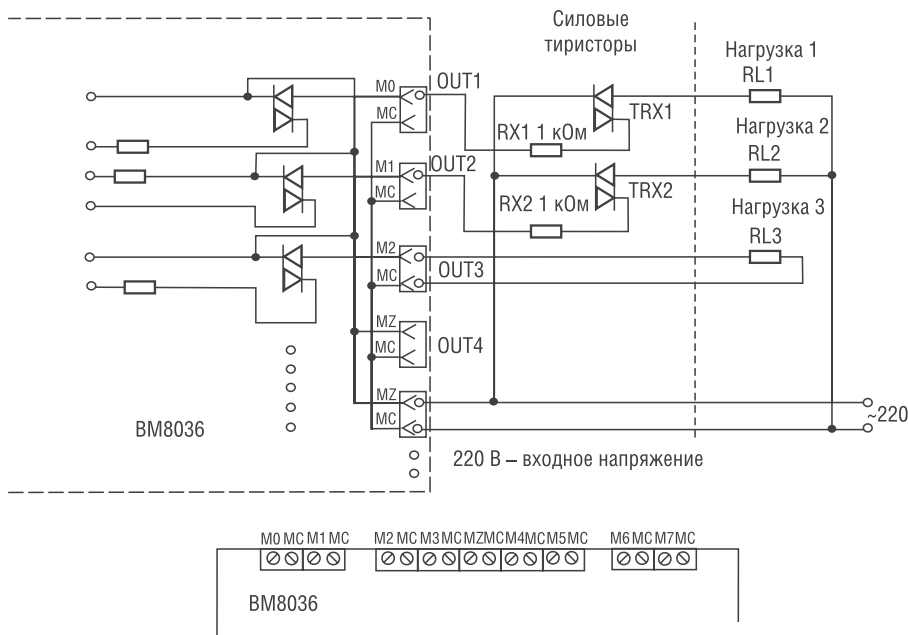 Силовые
тиристоры
Нагрузка 1
RL1
M0
OUT1
MC
TRX1
RX1 1 кОм
Нагрузка 2
RL2
M1
OUT2
MC
TRX2
RX2 1 кОм
Нагрузка 3
RL3
M2
OUT3
MC
MZ
OUT4
MC
MZ
MC
~220
BM8036
220 В – входное напряжение
M0 MC M1 MC M2 MC M3 MC MZ MC M4 MC M5 MC M6 MC M7 MC
BM8036